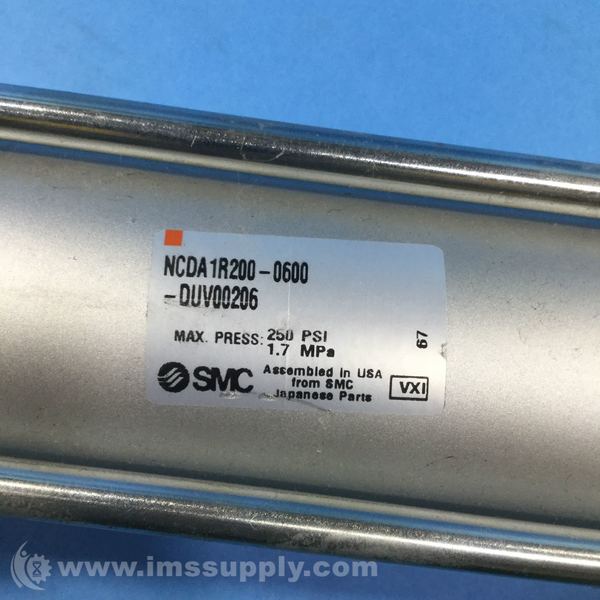 NCDA1R200-0600
-DUV00206
MAX. PRESS: 250 PSI
1.7 MPa
67
SMC
Assembled in USA
from SMC
Japanese Parts
VXI
www.imssupply.com
IMS